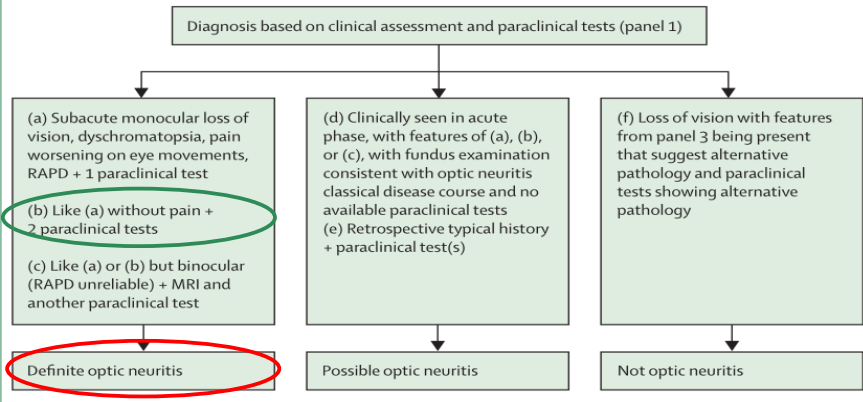 Diagnosis based on clinical assessment and paraclinical tests (panel 1)
(a) Subacute monocular loss of
vision, dyschromatopsia, pain
worsening on eye movements,
RAPD + 1 paraclinical test
(b) Like (a) without pain +
2 paraclinical tests
(c) Like (a) or (b) but binocular
(RAPD unreliable) + MRI and
another paraclinical test
(d) Clinically seen in acute
phase, with features of (a), (b),
or (c), with fundus examination
consistent with optic neuritis
classical disease course and no
available paraclinical tests
(e) Retrospective typical history
+ paraclinical test(s)
(f) Loss of vision with features
from panel 3 being present
that suggest alternative
pathology and paraclinical
tests showing alternative
pathology
Definite optic neuritis
Possible optic neuritis
Not optic neuritis